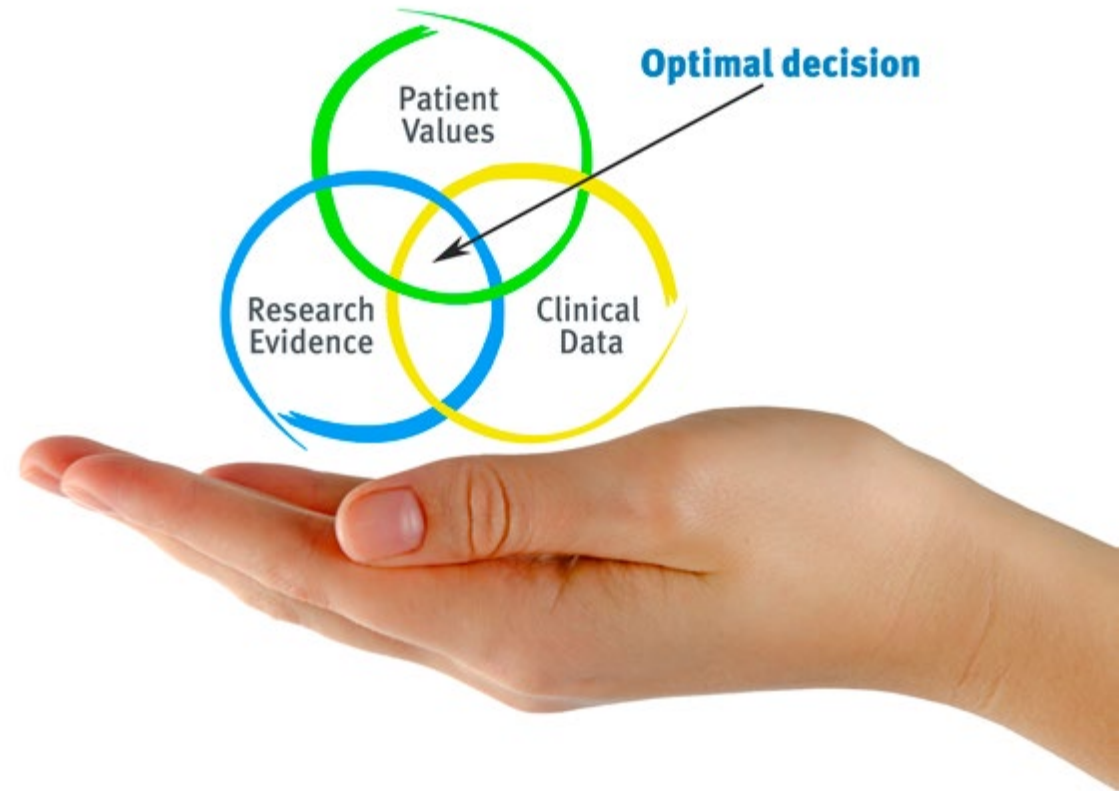 Optimal decision
Patient
Values
Research
Evidence
Clinical
Data